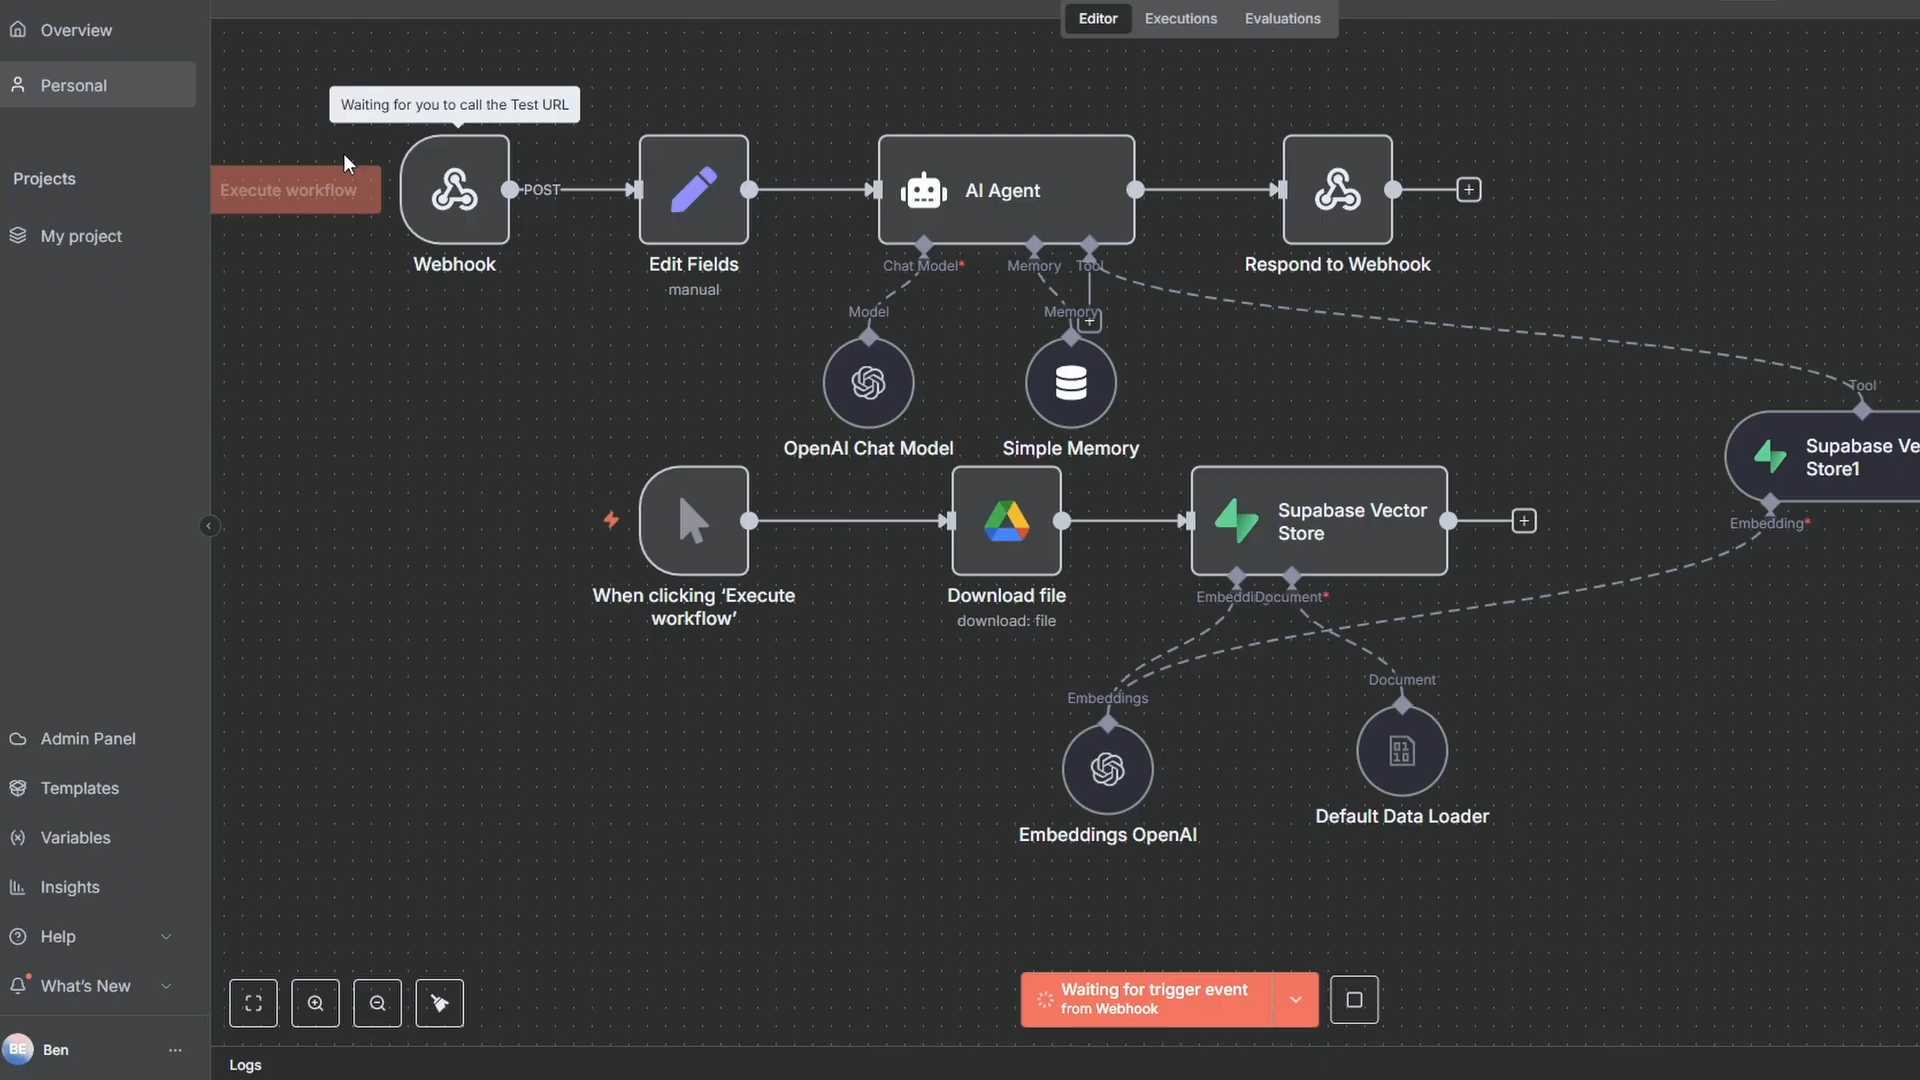 Overview
Personal
Projects
My project
Admin Panel
Templates
Variables
Insights
Help
What's New
BE
Ben
Editor
Executions
Evaluations
Waiting for you to call the Test URL
Execute workflow
POST
Webhook
Edit Fields
manual
AI Agent
Chat Model*
Memory
Tool
Respond to Webhook
Model
Memory
OpenAI Chat Model
Simple Memory
Tool
Supabase Ve
Store1
Embedding*
When clicking ‘Execute
workflow’
Download file
download: file
Supabase Vector
Store
Embedding
Document*
Embeddings
Document
01
10
Embeddings OpenAI
Default Data Loader
Waiting for trigger event
from Webhook
Logs